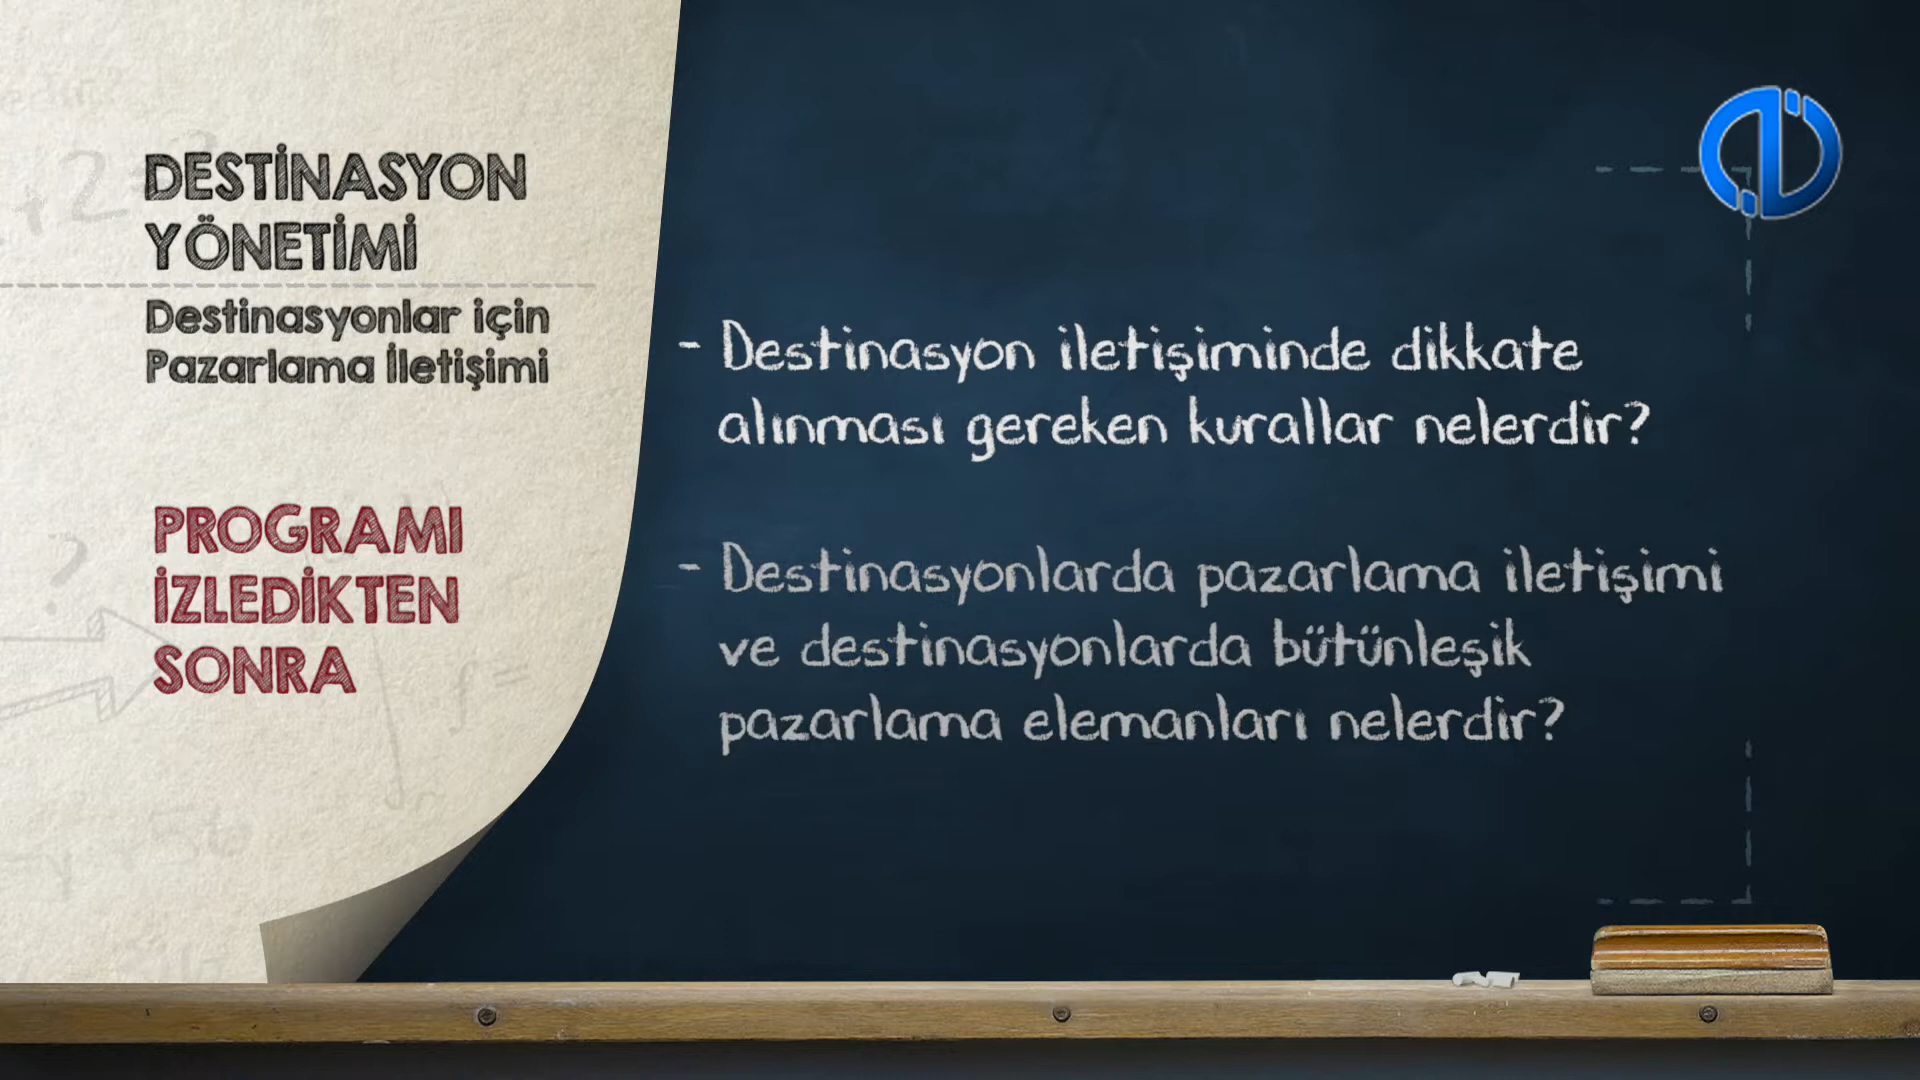 DESTİNASYON
YÖNETİMİ
Destinasyonlar için
Pazarlama İletişimi
PROGRAMI
İZLEDİKTEN
SONRA
- Destinasyon iletişiminde dikkate
alınması gereken kurallar nelerdir?
- Destinasyonlarda pazarlama iletişimi
ve destinasyonlarda bütünleşik
pazarlama elemanları nelerdir?